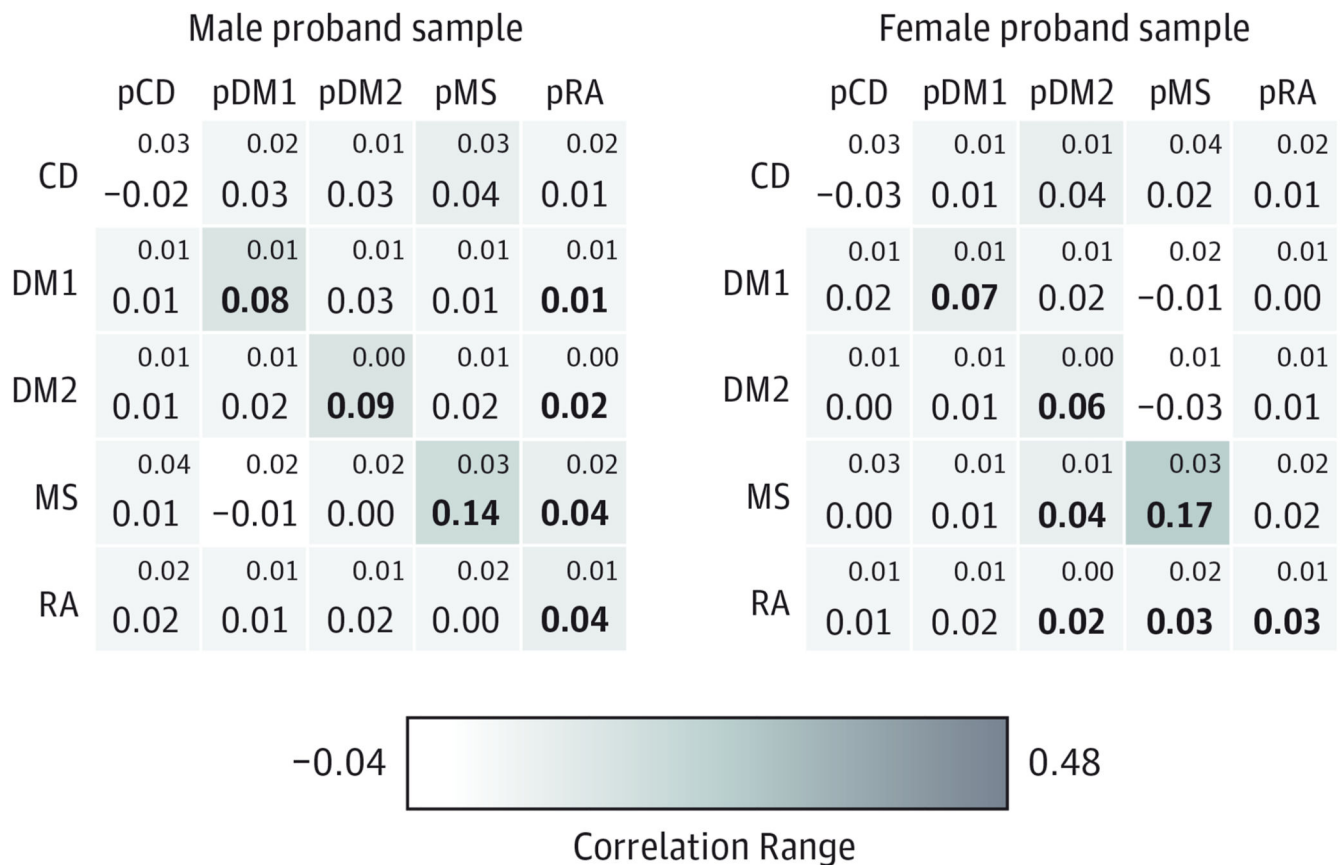 Male proband sample Female proband sample
pCD pDM1 pDM2 pMS pRA pCD pDM1 pDM2 pMS pRA
0.03 0.02 0.01 0.03 0.02 0.03 0.01 0.01 0.04 0.02
CD −0.02 0.03 0.03 0.04 0.01 CD −0.03 0.01 0.04 0.02 0.01
0.01 0.01 0.01 0.01 0.01 0.01 0.01 0.01 0.02 0.01
DM1 0.01 0.08 0.03 0.01 0.01 DM1 0.02 0.07 0.02 −0.01 0.00
0.01 0.01 0.00 0.01 0.00 0.01 0.01 0.00 0.01 0.01
DM2 0.01 0.02 0.09 0.02 0.02 DM2 0.00 0.01 0.06 −0.03 0.01
0.04 0.02 0.02 0.03 0.02 0.03 0.01 0.01 0.03 0.02
MS 0.01 −0.01 0.00 0.14 0.04 MS 0.00 0.01 0.04 0.17 0.02
0.02 0.01 0.01 0.02 0.01 0.01 0.01 0.00 0.02 0.01
RA 0.02 0.01 0.02 0.00 0.04 RA 0.01 0.02 0.02 0.03 0.03
−0.04 0.48
Correlation Range